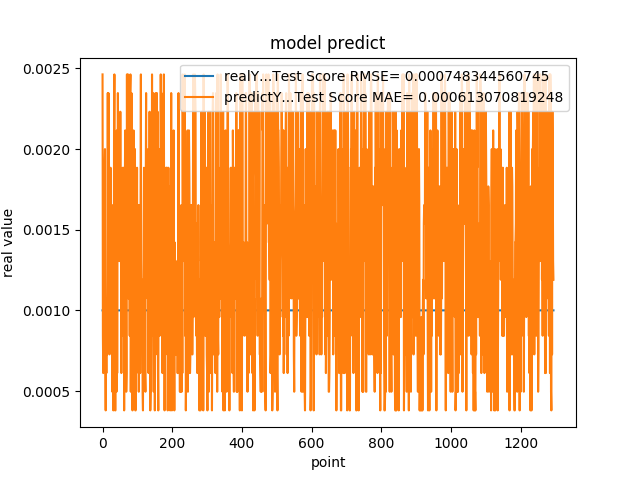 model predict
realY...Test Score RMSE= 0.000748344560745
predictY...Test Score MAE= 0.000613070819248
real value
0.0025
0.0020
0.0015
0.0010
0.0005
0 200 400 600 800 1000 1200
point